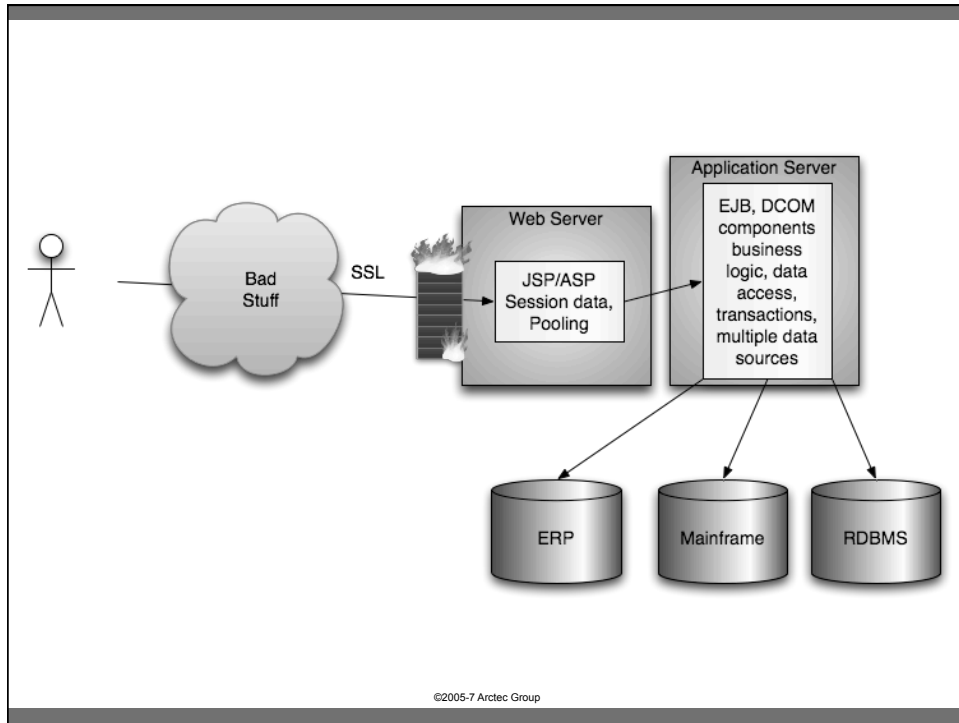 Bad
Stuff
SSL
Web Server
JSP/ASP
Session data,
Pooling
Application Server
EJB, DCOM
components
business
logic, data
access,
transactions,
multiple data
sources
ERP
Mainframe
RDBMS
©2005-7 Arctec Group